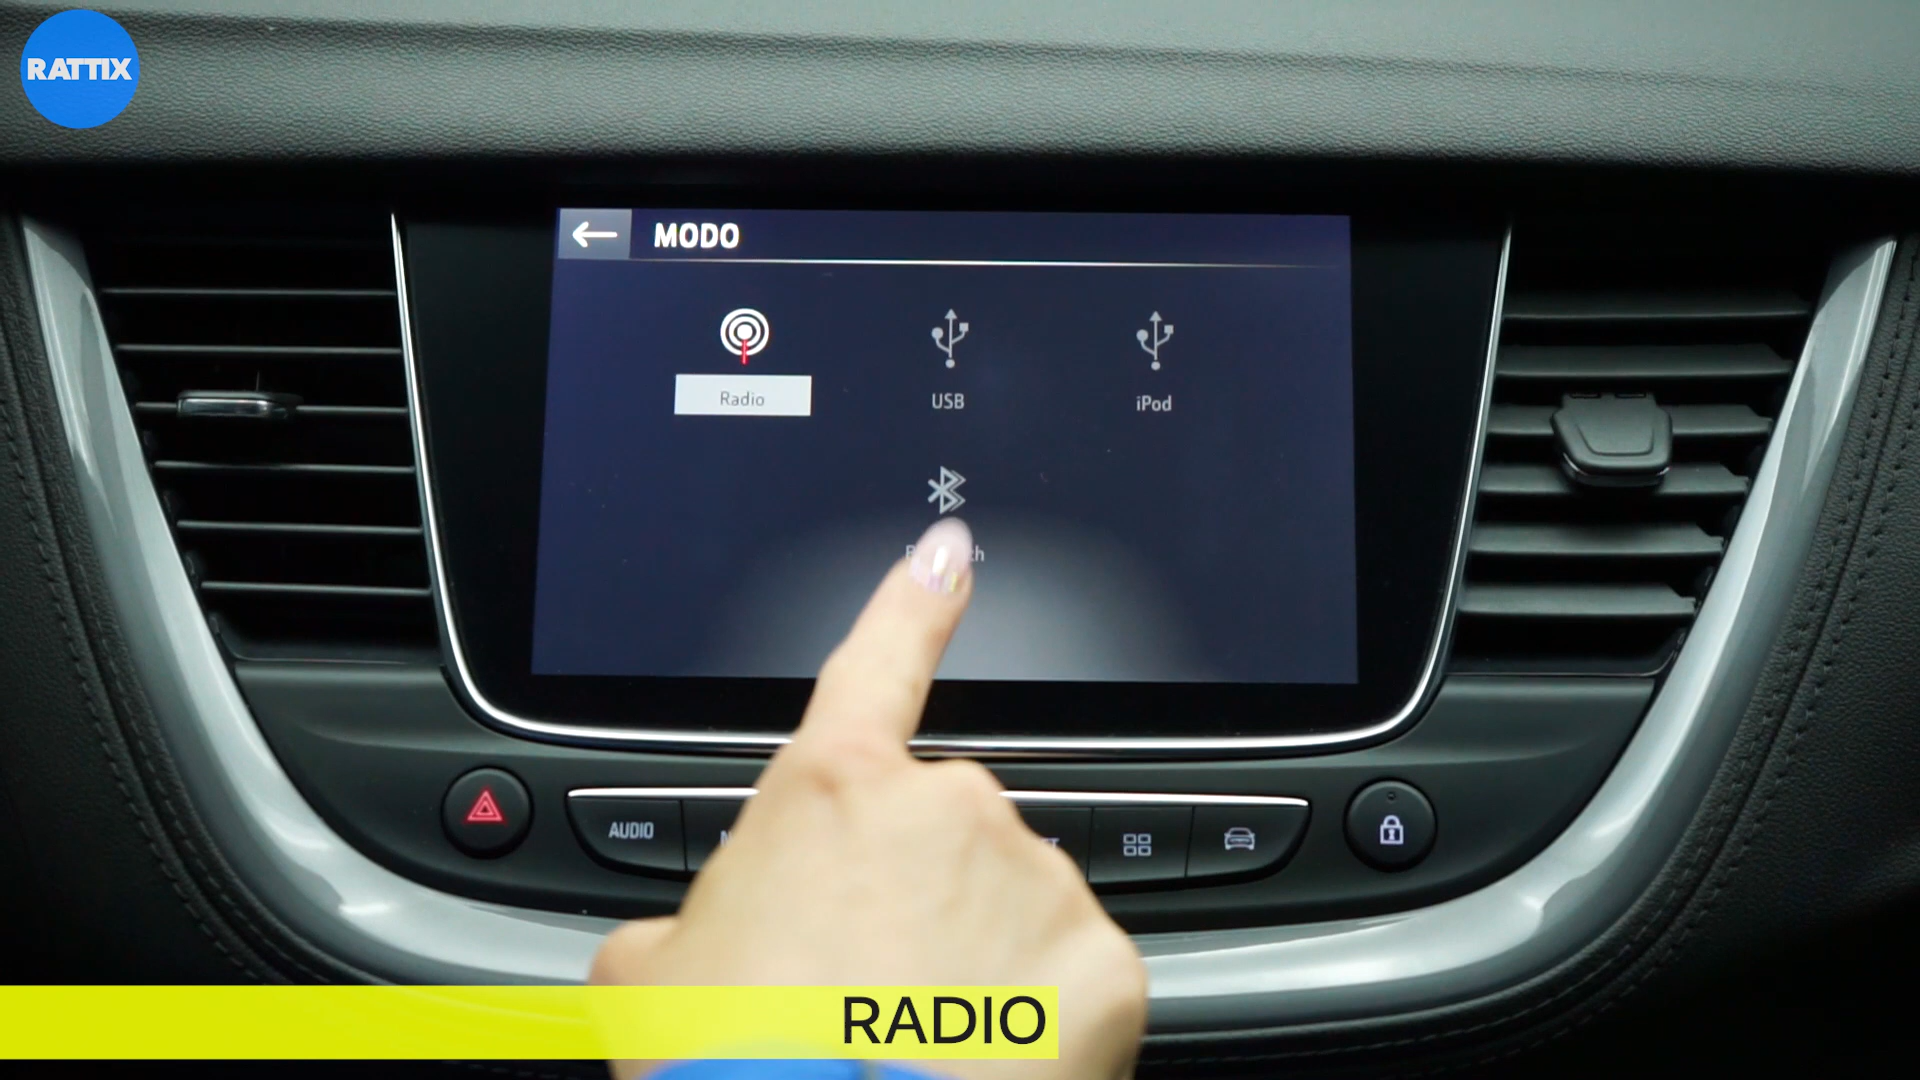 RATTIX
MODO
Radio
USB
iPod
AUDIO
RADIO